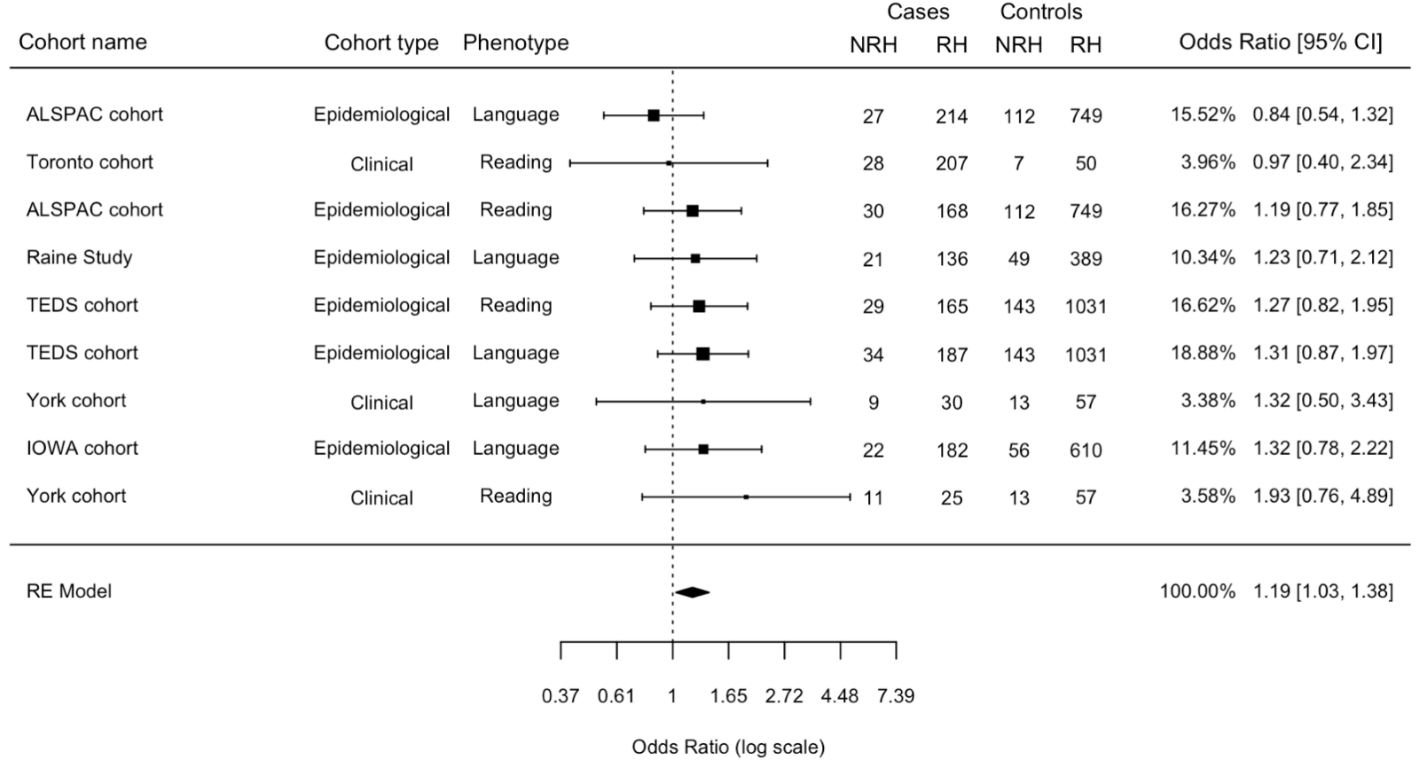 Cases Controls
Cohort name Cohort type Phenotype NRH RH NRH RH Odds Ratio [95% CI]
ALSPAC cohort Epidemiological Language 27 214 112 749 15.52% 0.84 [0.54, 1.32]
Toronto cohort Clinical Reading 28 207 7 50 3.96% 0.97 [0.40, 2.34]
ALSPAC cohort Epidemiological Reading 30 168 112 749 16.27% 1.19 [0.77, 1.85]
Raine Study Epidemiological Language 21 136 49 389 10.34% 1.23 [0.71, 2.12]
TEDS cohort Epidemiological Reading 29 165 143 1031 16.62% 1.27 [0.82, 1.95]
TEDS cohort Epidemiological Language 34 187 143 1031 18.88% 1.31 [0.87, 1.97]
York cohort Clinical Language 9 30 13 57 3.38% 1.32 [0.50, 3.43]
IOWA cohort Epidemiological Language 22 182 56 610 11.45% 1.32 [0.78, 2.22]
York cohort Clinical Reading 11 25 13 57 3.58% 1.93 [0.76, 4.89]
RE Model 100.00% 1.19 [1.03, 1.38]
0.37 0.61 1 1.65 2.72 4.48 7.39
Odds Ratio (log scale)